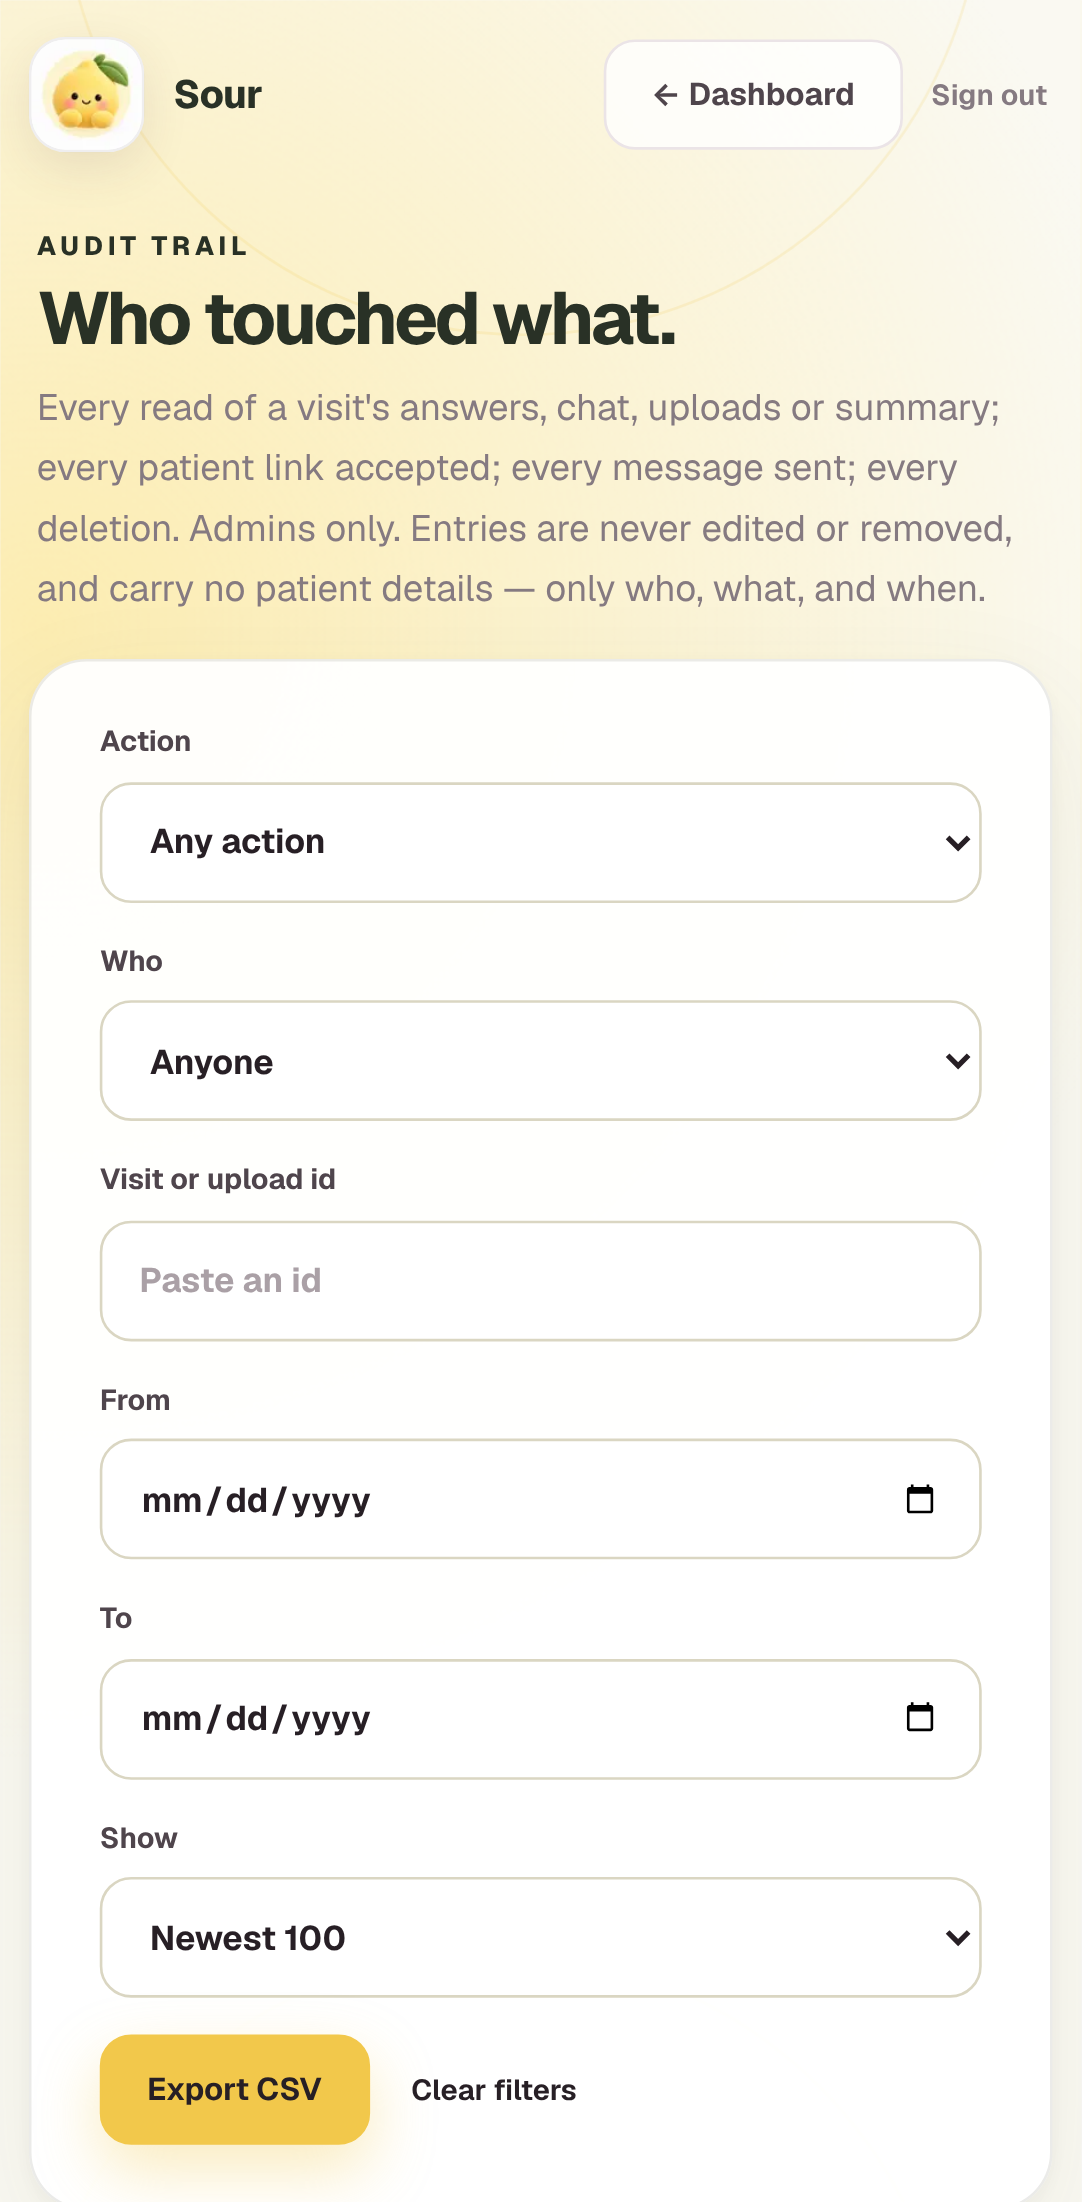 Sour
← Dashboard
Sign out
AUDIT TRAIL
Who touched what.
Every read of a visit's answers, chat, uploads or summary;
every patient link accepted; every message sent; every
deletion. Admins only. Entries are never edited or removed,
and carry no patient details — only who, what, and when.
Action
Any action
Who
Anyone
Visit or upload id
Paste an id
From
mm/dd/yyyy
To
mm/dd/yyyy
Show
Newest 100
Export CSV
Clear filters